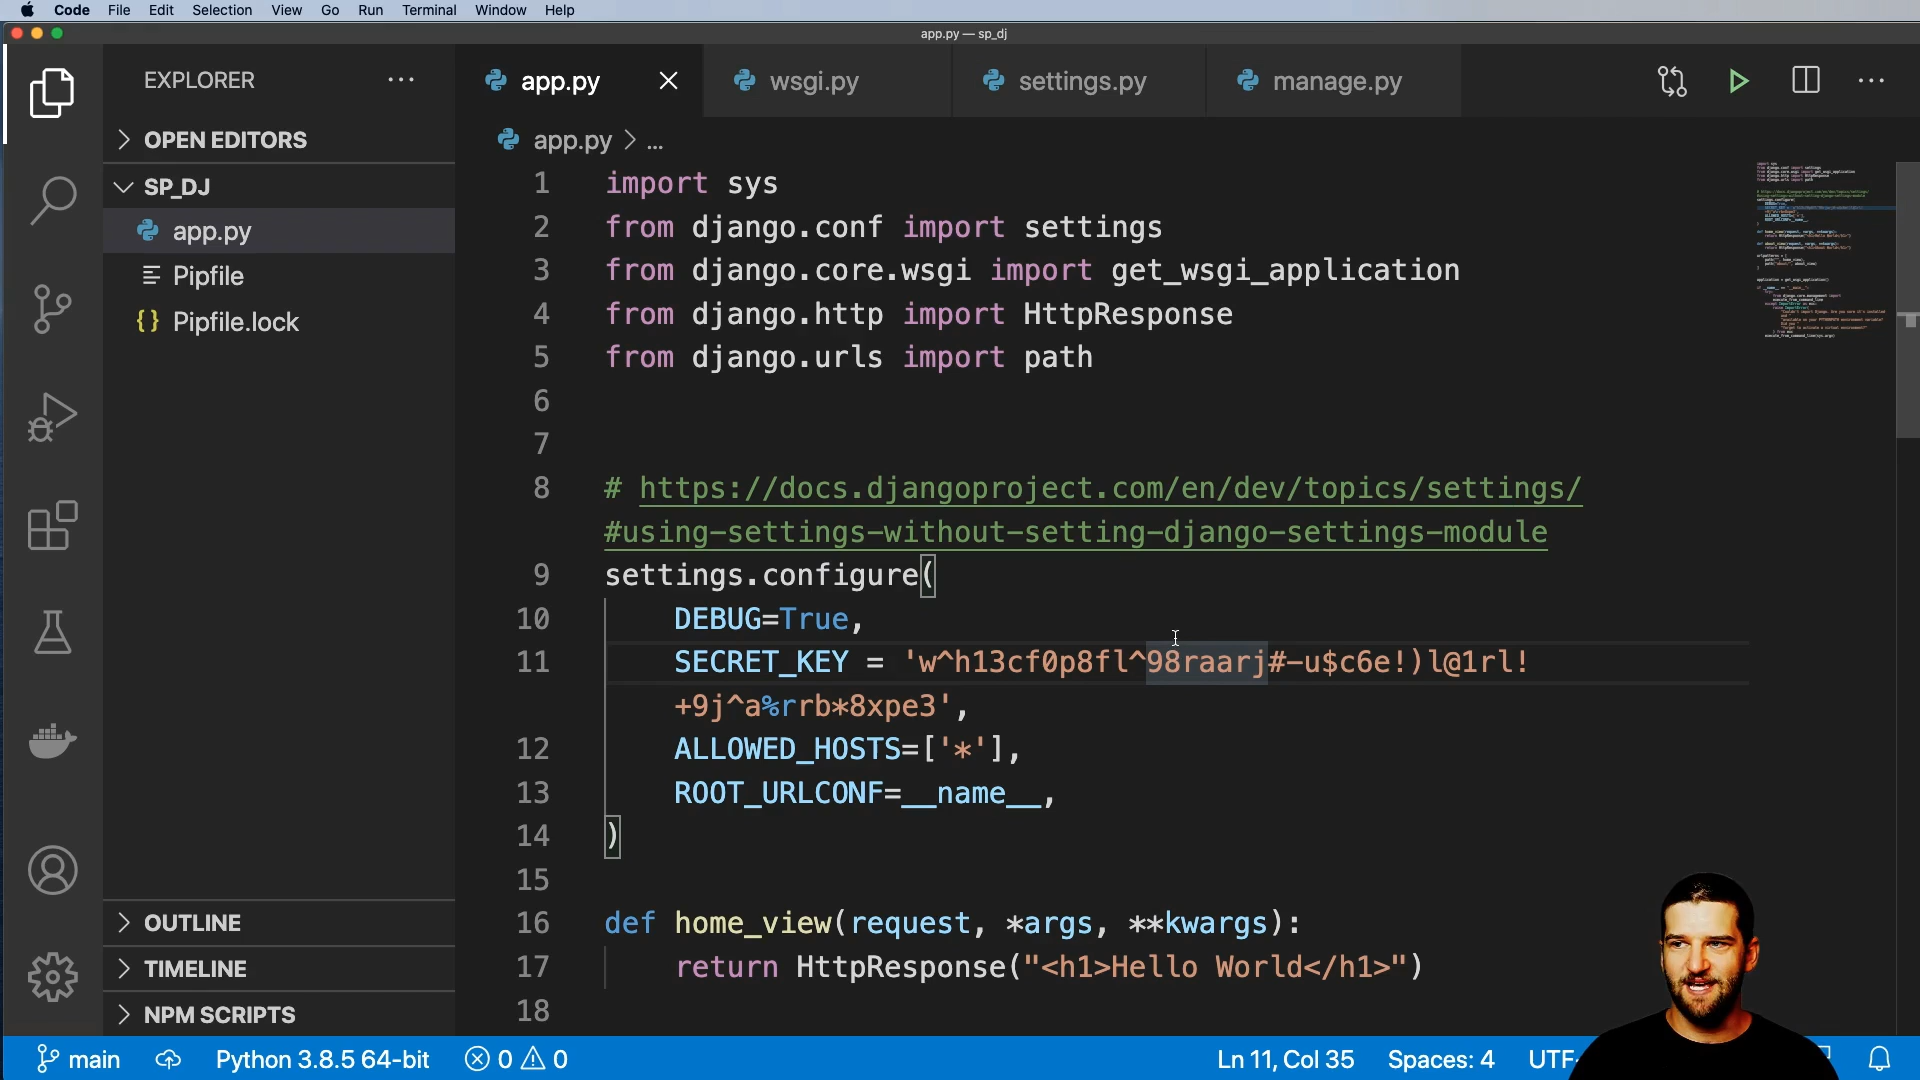 Code File Edit Selection View Go Run Terminal Window Help
app.py — sp_dj
EXPLORER
app.py
wsgi.py
settings.py
manage.py
OPEN EDITORS
SP_DJ
app.py
Pipfile
Pipfile.lock
OUTLINE
TIMELINE
NPM SCRIPTS
app.py > ...
1 import sys
2 from django.conf import settings
3 from django.core.wsgi import get_wsgi_application
4 from django.http import HttpResponse
5 from django.urls import path
6
7
8 # https://docs.djangoproject.com/en/dev/topics/settings/
#using-settings-without-setting-django-settings-module
9 settings.configure(
10 DEBUG=True,
11 SECRET_KEY = 'w^h13cf0p8fl^98raarj#-u$c6e!)l@1rl!
+9j^a%rrb*8xpe3',
12 ALLOWED_HOSTS=['*'],
13 ROOT_URLCONF=__name__,
14 )
15
16 def home_view(request, *args, **kwargs):
17 return HttpResponse("<h1>Hello World</h1>")
18
main Python 3.8.5 64-bit 0 0 Ln 11, Col 35 Spaces: 4 UTF-